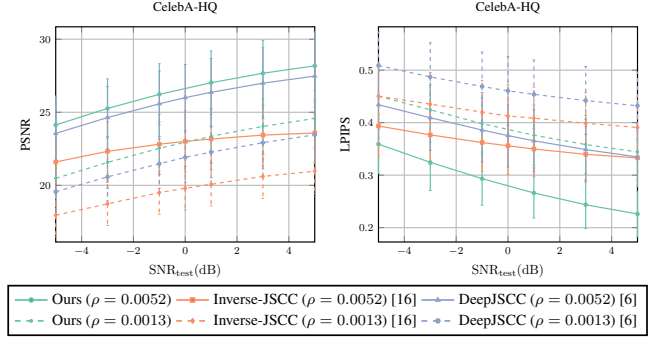 CelebA-HQ
30
25
20
PSNR
−4 −2 0 2 4
SNR_test(dB)
CelebA-HQ
0.5
0.4
0.3
0.2
LPIPS
−4 −2 0 2 4
SNR_test(dB)
Ours (ρ = 0.0052) Inverse-JSCC (ρ = 0.0052) [16] DeepJSCC (ρ = 0.0052) [6]
Ours (ρ = 0.0013) Inverse-JSCC (ρ = 0.0013) [16] DeepJSCC (ρ = 0.0013) [6]